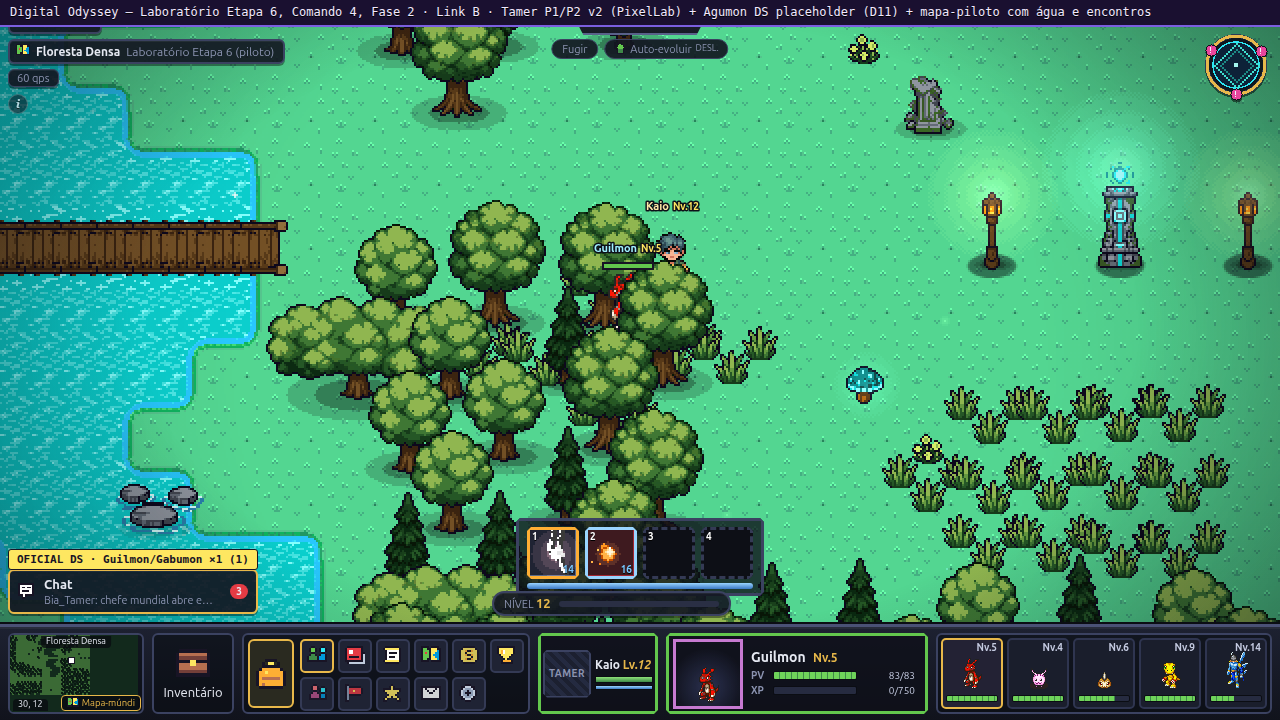 Digital Odyssey — Laboratório Etapa 6, Comando 4, Fase 2 · Link B · Tamer P1/P2 v2 (PixelLab) + Agumon DS placeholder (D11) + mapa-piloto com água e encontros
Floresta Densa Laboratório Etapa 6 (piloto)
Fugir
Auto-evoluir DESL.
60 qps
i
Kaio Nv.12
Guilmon Nv.5
OFICIAL DS · Guilmon/Gabumon ×1 (1)
Chat
Bia_Tamer: chefe mundial abre e…
3
1
14
2
16
3
4
NÍVEL 12
Floresta Densa
30, 12
Mapa-múndi
Inventário
TAMER
Kaio Lv.12
Guilmon Nv.5
PV 83/83
XP 0/750
Nv.5
Nv.4
Nv.6
Nv.9
Nv.14